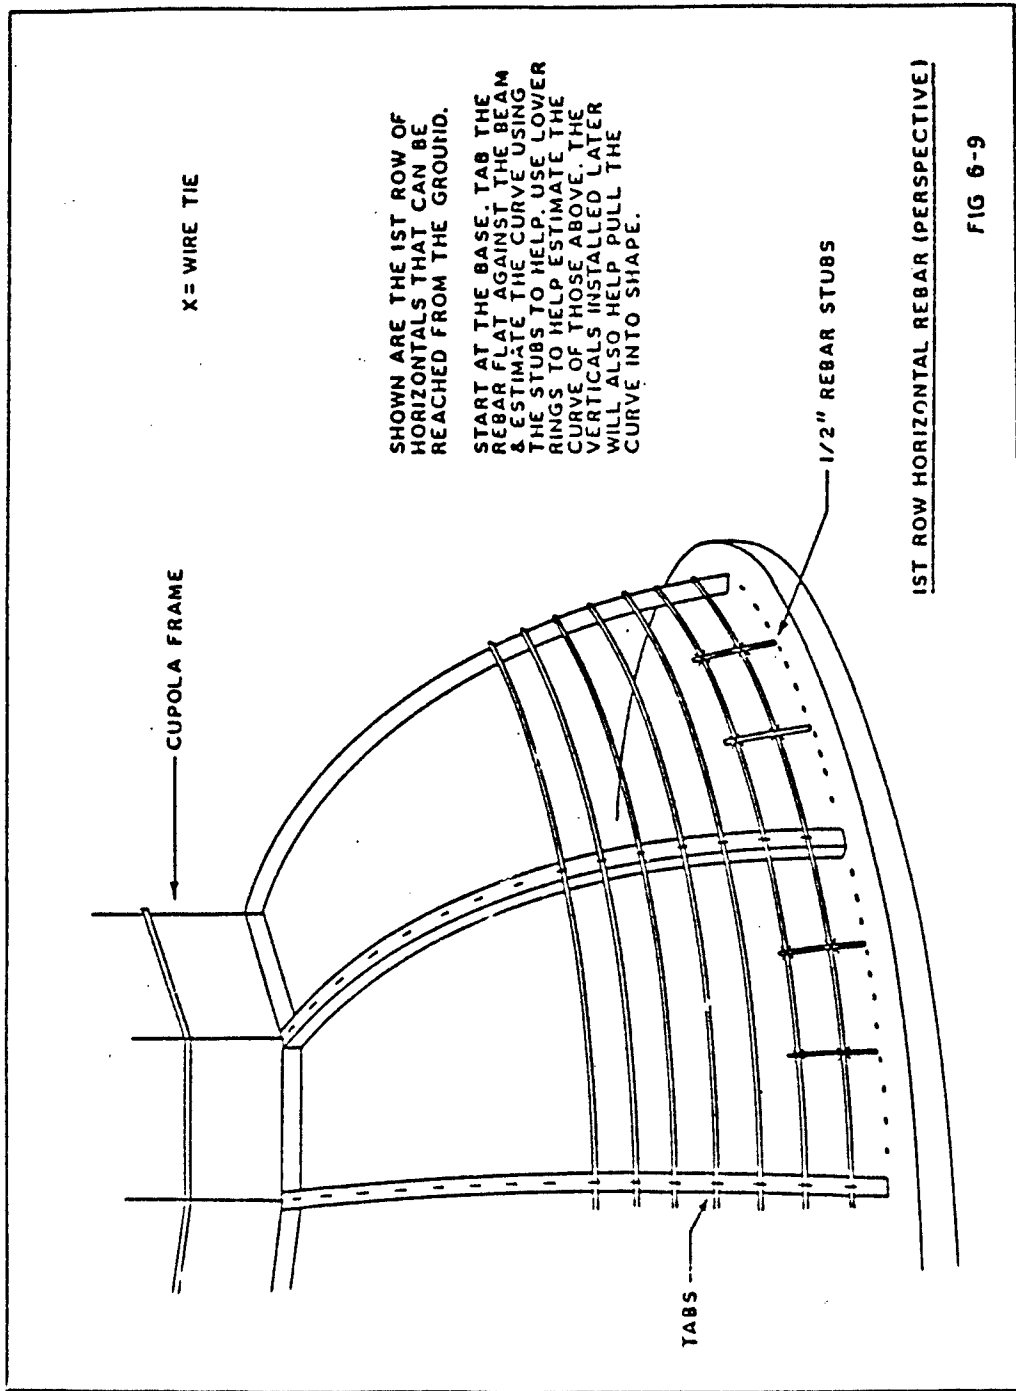 CUPOLA FRAME
X = WIRE TIE
SHOWN ARE THE 1ST ROW OF
HORIZONTALS THAT CAN BE
REACHED FROM THE GROUND.
START AT THE BASE. TAB THE
REBAR FLAT AGAINST THE BEAM
& ESTIMATE THE CURVE USING
THE STUBS TO HELP. USE LOWER
RINGS TO HELP ESTIMATE THE
CURVE OF THOSE ABOVE. THE
VERTICALS INSTALLED LATER
WILL ALSO HELP PULL THE
CURVE INTO SHAPE.
TABS
1/2" REBAR STUBS
1ST ROW HORIZONTAL REBAR (PERSPECTIVE)
FIG 6-9